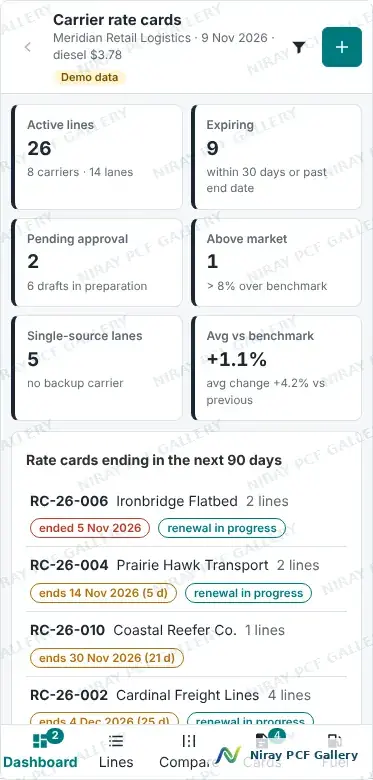 Carrier rate cards
Meridian Retail Logistics · 9 Nov 2026 ·
diesel $3.78
Demo data
Active lines
26
8 carriers · 14 lanes
Expiring
9
within 30 days or past
end date
Pending approval
2
6 drafts in preparation
Above market
1
> 8% over benchmark
Single-source lanes
5
no backup carrier
Avg vs benchmark
+1.1%
avg change +4.2% vs
previous
Rate cards ending in the next 90 days
RC-26-006 Ironbridge Flatbed 2 lines
ended 5 Nov 2026 renewal in progress
RC-26-004 Prairie Hawk Transport 2 lines
ends 14 Nov 2026 (5 d) renewal in progress
RC-26-010 Coastal Reefer Co. 1 lines
ends 30 Nov 2026 (21 d)
RC-26-002 Cardinal Freight Lines 4 lines
ends 4 Dec 2026 (25 d) renewal in progress
2 4
Dashboard Lines Compar Cards Fuel
Niray PCF Gallery
NIRAY PCF GALLERY